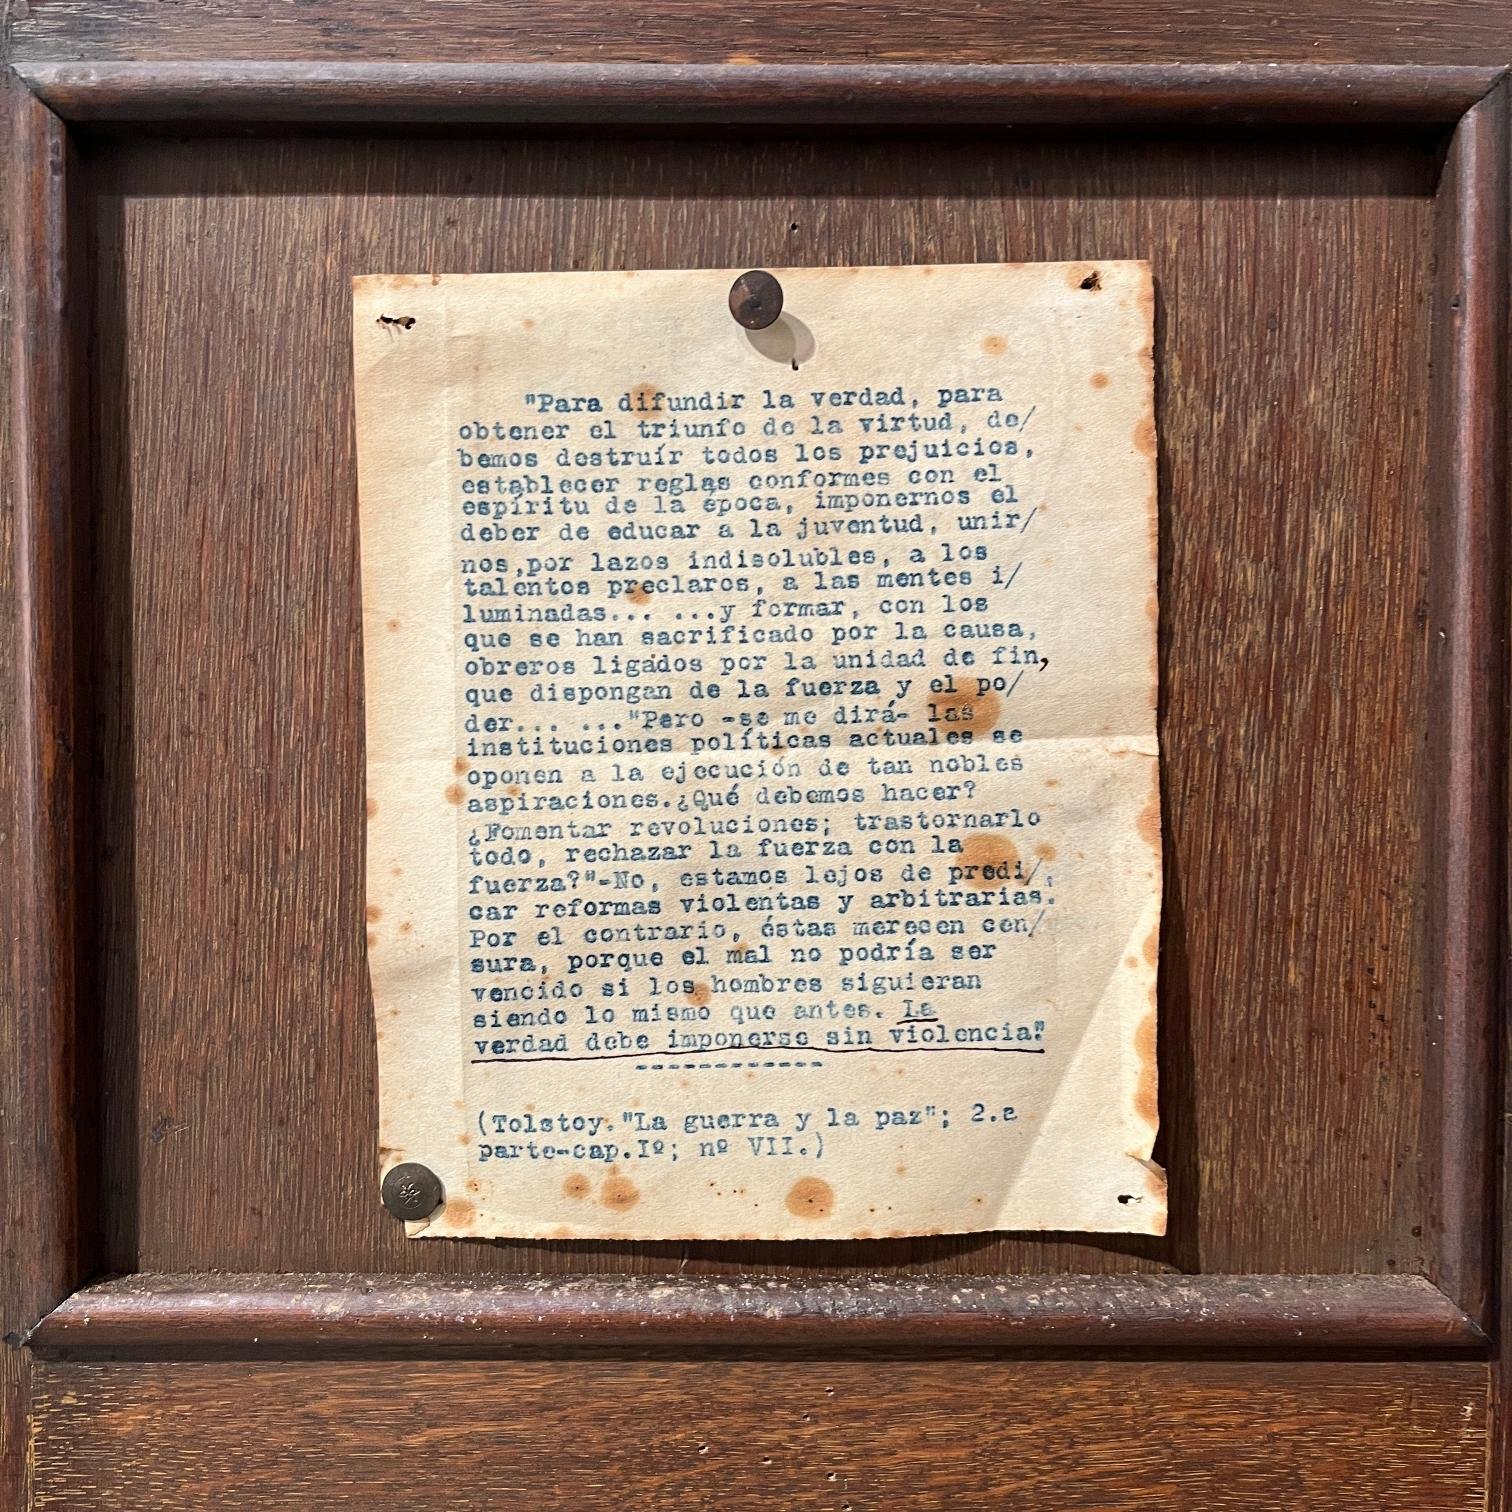 "Para difundir la verdad, para
obtener el triunfo de la virtud, de/
bemos destruír todos los prejuicios,
establecer reglas conformes con el
espíritu de la época, imponernos el
deber de educar a la juventud, unir/
nos,por lazos indisolubles, a los
talentos preclaros, a las mentes i/
luminadas... ...y formar, con los
que se han sacrificado por la causa,
obreros ligados por la unidad de fin,
que dispongan de la fuerza y el po/
der... ..."Pero -se me dirá- las
instituciones políticas actuales se
oponen a la ejecución de tan nobles
aspiraciones.¿Qué debemos hacer?
¿Fomentar revoluciones; trastornarlo
todo, rechazar la fuerza con la
fuerza?"-No, estamos lejos de predi/
car reformas violentas y arbitrarias.
Por el contrario, éstas merecen cen/
sura, porque el mal no podría ser
vencido si los hombres siguieran
siendo lo mismo que antes. La
verdad debe imponerse sin violencia."
------------
(Tolstoy."La guerra y la paz"; 2.a
parte-cap.Iº; nº VII.)